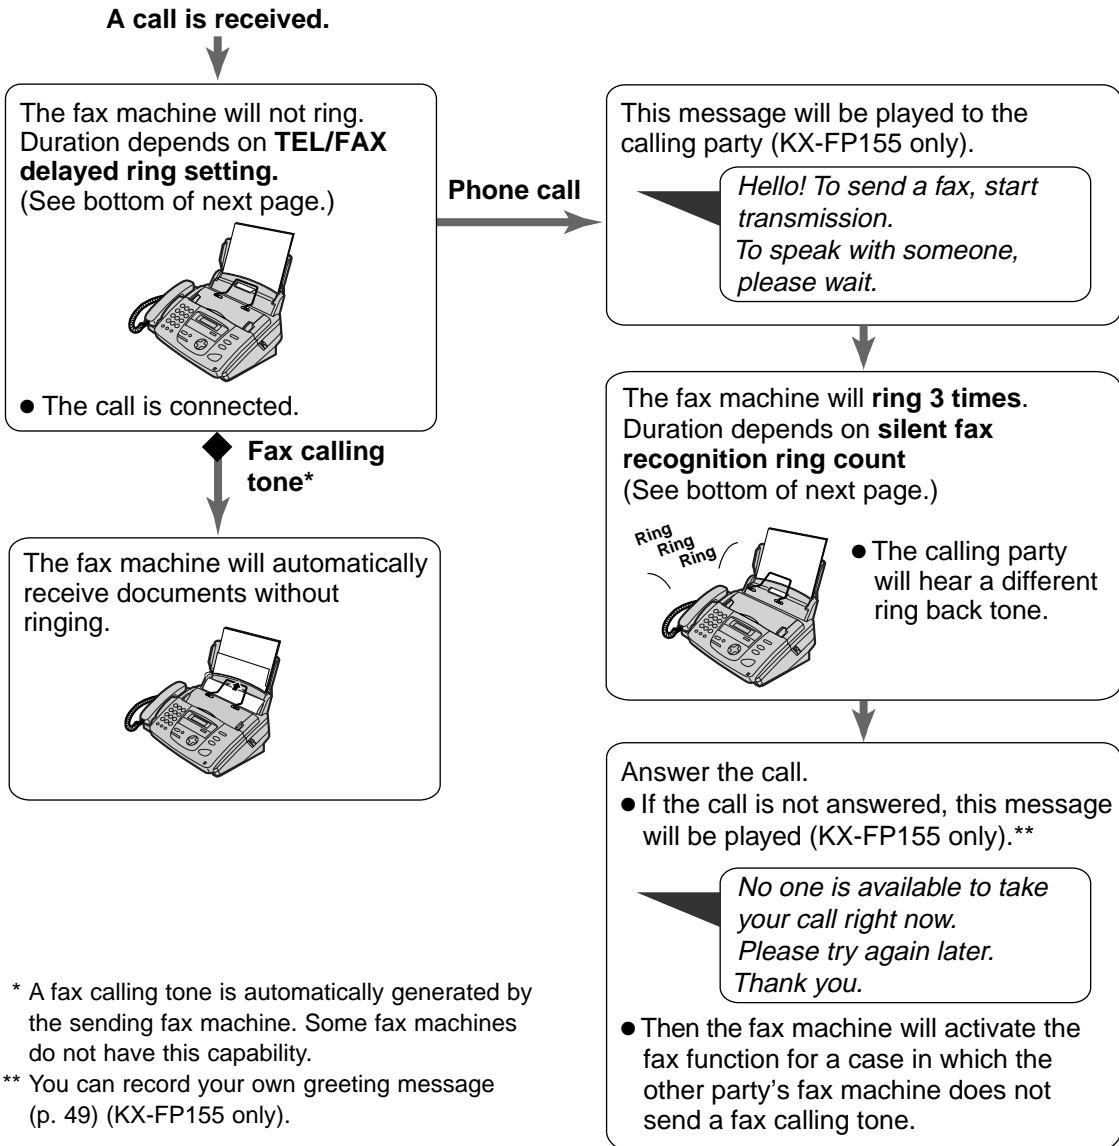 A call is received.
The fax machine will not ring.
Duration depends on TEL/FAX
delayed ring setting.
(See bottom of next page.)
● The call is connected.
Phone call
Fax calling
tone*
The fax machine will automatically
receive documents without
ringing.
This message will be played to the
calling party (KX-FP155 only).
Hello! To send a fax, start
transmission.
To speak with someone,
please wait.
The fax machine will ring 3 times.
Duration depends on silent fax
recognition ring count
(See bottom of next page.)
Ring
Ring
Ring
● The calling party
will hear a different
ring back tone.
Answer the call.
● If the call is not answered, this message
will be played (KX-FP155 only).**
No one is available to take
your call right now.
Please try again later.
Thank you.
● Then the fax machine will activate the
fax function for a case in which the
other party's fax machine does not
send a fax calling tone.
* A fax calling tone is automatically generated by
the sending fax machine. Some fax machines
do not have this capability.
** You can record your own greeting message
(p. 49) (KX-FP155 only).